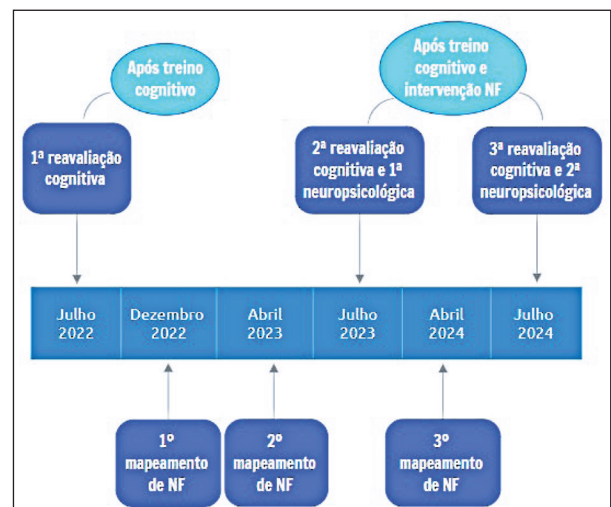 Após treino
cognitivo
Após treino
cognitivo e
intervenção NF
1ª reavaliação
cognitiva
2ª reavaliação
cognitiva e 1ª
neuropsicológica
3ª reavaliação
cognitiva e 2ª
neuropsicológica
Julho
2022
Dezembro
2022
Abril
2023
Julho
2023
Abril
2024
Julho
2024
1º
mapeamento
de NF
2º
mapeamento
de NF
3º
mapeamento
de NF